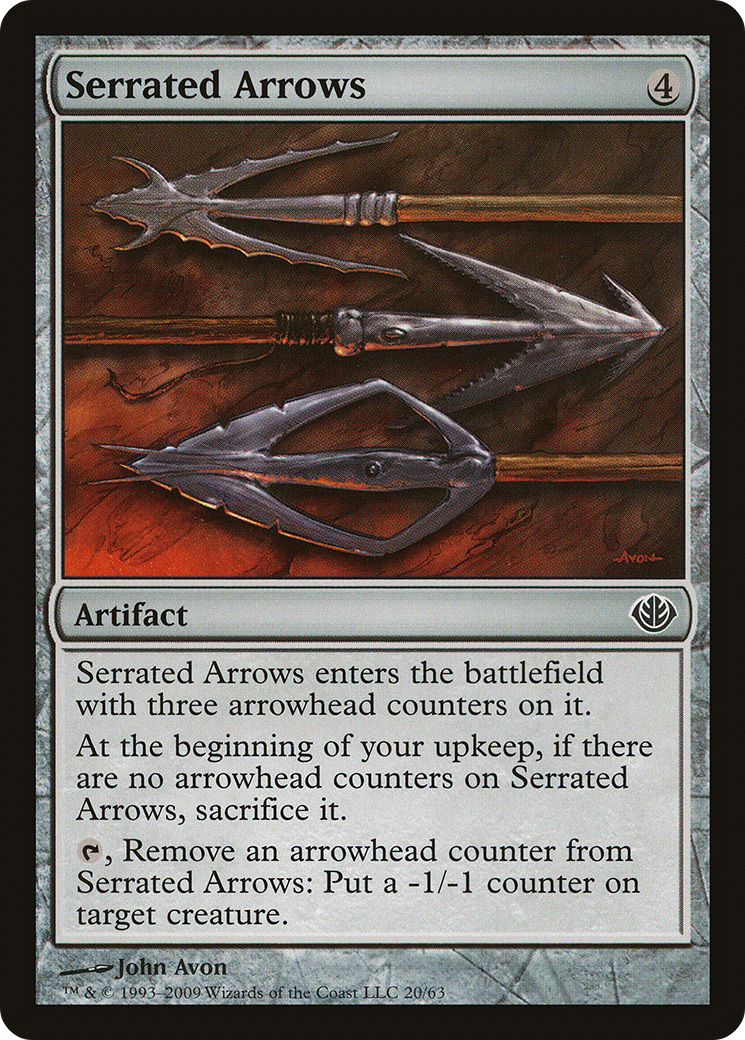 Serrated Arrows 4
AVON
Artifact
Serrated Arrows enters the battlefield
with three arrowhead counters on it.
At the beginning of your upkeep, if there
are no arrowhead counters on Serrated
Arrows, sacrifice it.
, Remove an arrowhead counter from
Serrated Arrows: Put a -1/-1 counter on
target creature.
John Avon
™ & © 1993–2009 Wizards of the Coast LLC 20/63